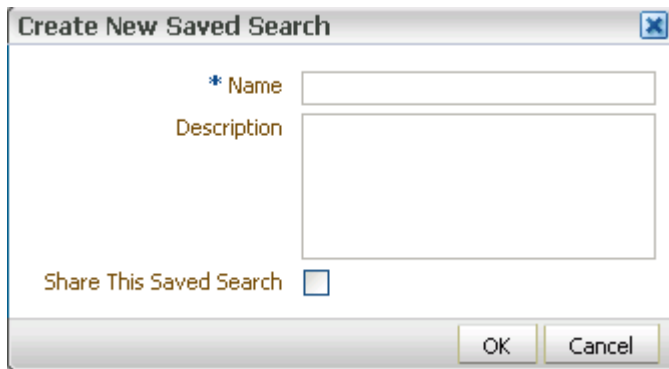 Create New Saved Search
* Name
Description
Share This Saved Search
OK Cancel